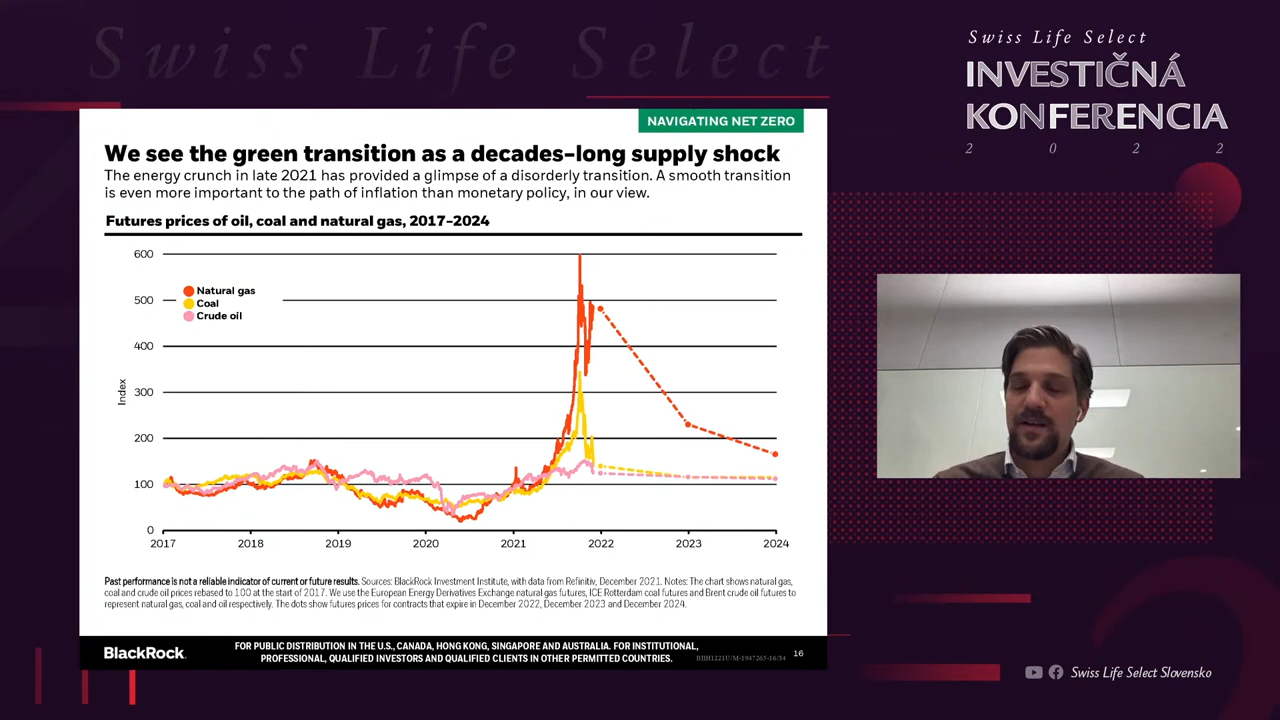 Swiss Life Select
Swiss Life Select
INVESTIČNÁ
KONFERENCIA
2 0 2 2
NAVIGATING NET ZERO
We see the green transition as a decades-long supply shock
The energy crunch in late 2021 has provided a glimpse of a disorderly transition. A smooth transition
is even more important to the path of inflation than monetary policy, in our view.
Futures prices of oil, coal and natural gas, 2017-2024
600
500
400
300
200
100
0
Index
Natural gas
Coal
Crude oil
2017 2018 2019 2020 2021 2022 2023 2024
Past performance is not a reliable indicator of current or future results. Sources: BlackRock Investment Institute, with data from Refinitiv, December 2021. Notes: The chart shows natural gas,
coal and crude oil prices rebased to 100 at the start of 2017. We use the European Energy Derivatives Exchange natural gas futures, ICE Rotterdam coal futures and Brent crude oil futures to
represent natural gas, coal and oil respectively. The dots show futures prices for contracts that expire in December 2022, December 2023 and December 2024.
BlackRock.
FOR PUBLIC DISTRIBUTION IN THE U.S., CANADA, HONG KONG, SINGAPORE AND AUSTRALIA. FOR INSTITUTIONAL,
PROFESSIONAL, QUALIFIED INVESTORS AND QUALIFIED CLIENTS IN OTHER PERMITTED COUNTRIES.
BIIH1221U/M-1947265-16/34
16
Swiss Life Select Slovensko